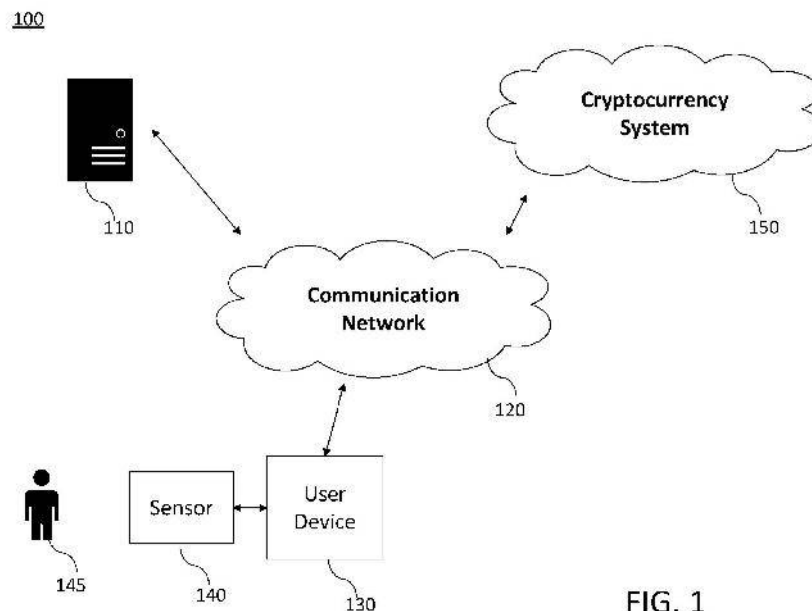 100
Cryptocurrency
System
110
150
Communication
Network
120
Sensor
User
Device
145
140
130
FIG. 1